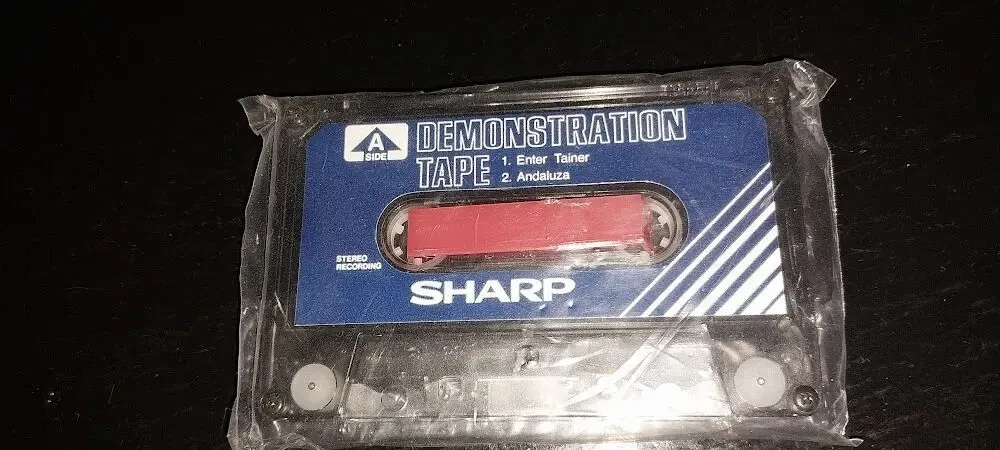 A
SIDE
DEMONSTRATION
TAPE
1. Enter Tainer
2. Andaluza
STEREO
RECORDING
SHARP